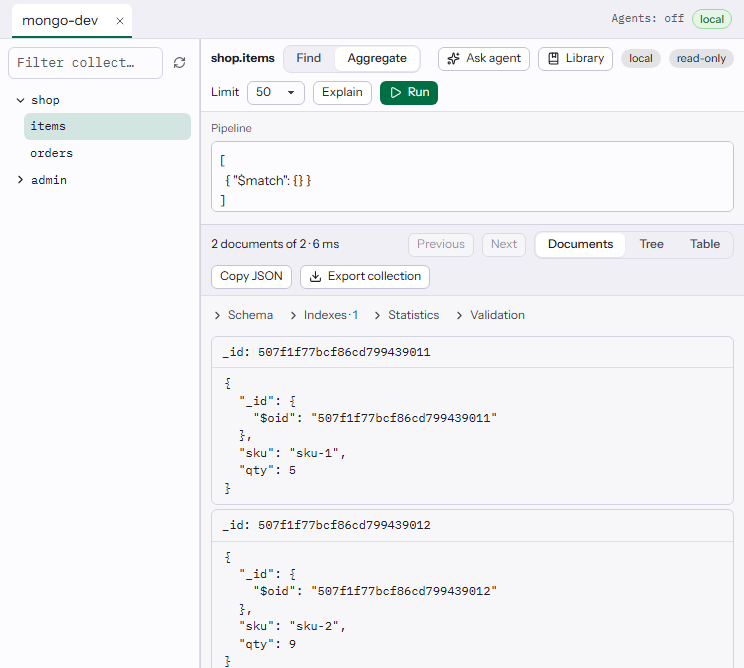 mongo-dev ×
Agents: off local
Filter collect…
shop
items
orders
admin
shop.items Find Aggregate Ask agent Library local read-only
Limit 50 Explain Run
Pipeline
[
{ "$match": {} }
]
2 documents of 2 · 6 ms Previous Next Documents Tree Table
Copy JSON Export collection
Schema Indexes · 1 Statistics Validation
_id: 507f1f77bcf86cd799439011
{
"_id": {
"$oid": "507f1f77bcf86cd799439011"
},
"sku": "sku-1",
"qty": 5
}
_id: 507f1f77bcf86cd799439012
{
"_id": {
"$oid": "507f1f77bcf86cd799439012"
},
"sku": "sku-2",
"qty": 9
}